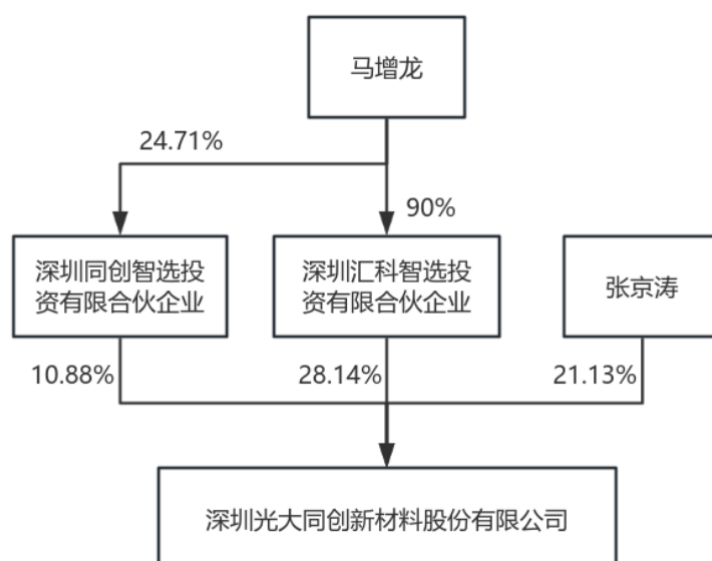 马增龙
24.71%
90%
深圳同创智选投
资有限合伙企业
深圳汇科智选投
资有限合伙企业
张京涛
10.88%
28.14%
21.13%
深圳光大同创新材料股份有限公司